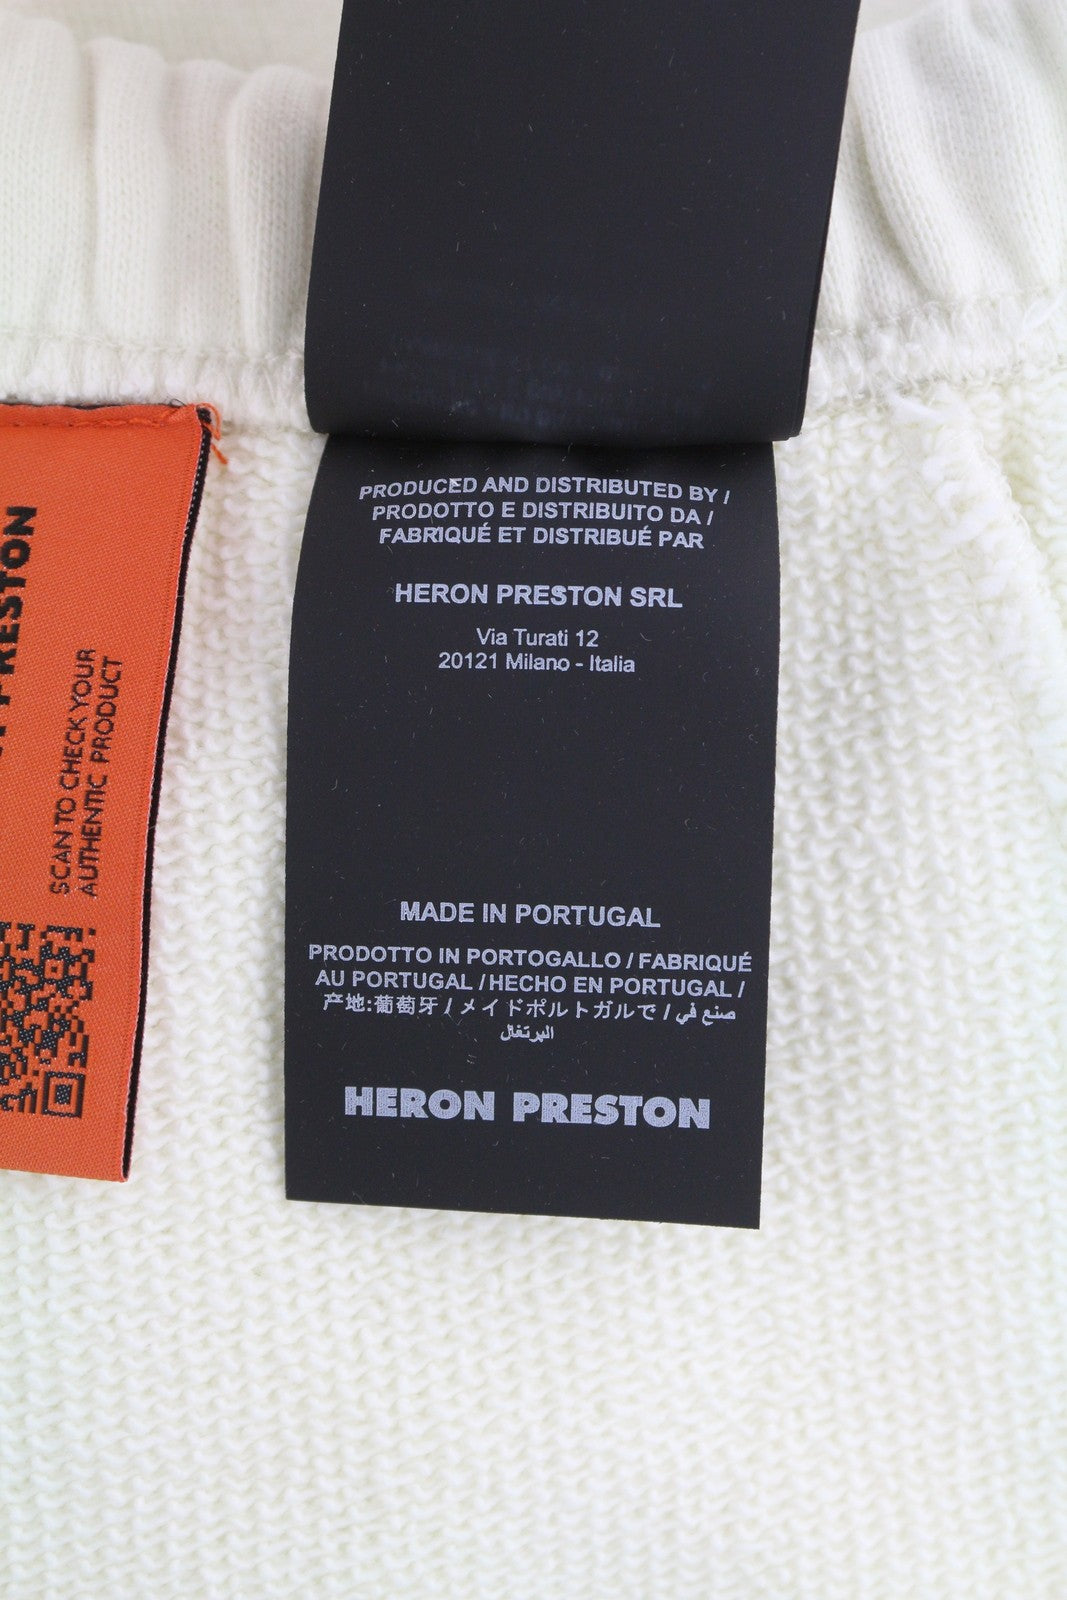 PRODUCED AND DISTRIBUTED BY /
PRODOTTO E DISTRIBUITO DA /
FABRIQUÉ ET DISTRIBUÉ PAR
HERON PRESTON SRL
Via Turati 12
20121 Milano - Italia
MADE IN PORTUGAL
PRODOTTO IN PORTOGALLO / FABRIQUÉ
AU PORTUGAL / HECHO EN PORTUGAL /
产地:葡萄牙 / メイドポルトガルで / صنع في
البرتغال
HERON PRESTON
PRESTON
SCAN TO CHECK YOUR
AUTHENTIC PRODUCT